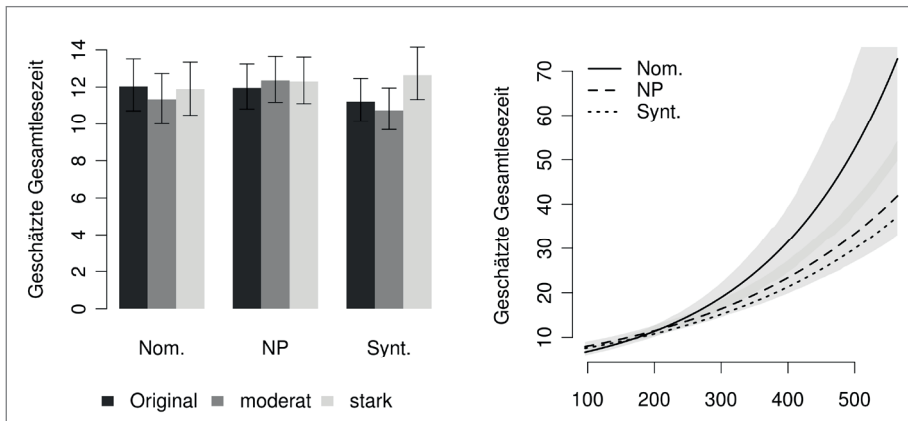 Geschätzte Gesamtlesezeit
14
12
10
8
6
4
2
0
Nom. NP Synt.
Original moderat stark
Geschätzte Gesamtlesezeit
70
60
50
40
30
20
10
Nom.
NP
Synt.
100 200 300 400 500